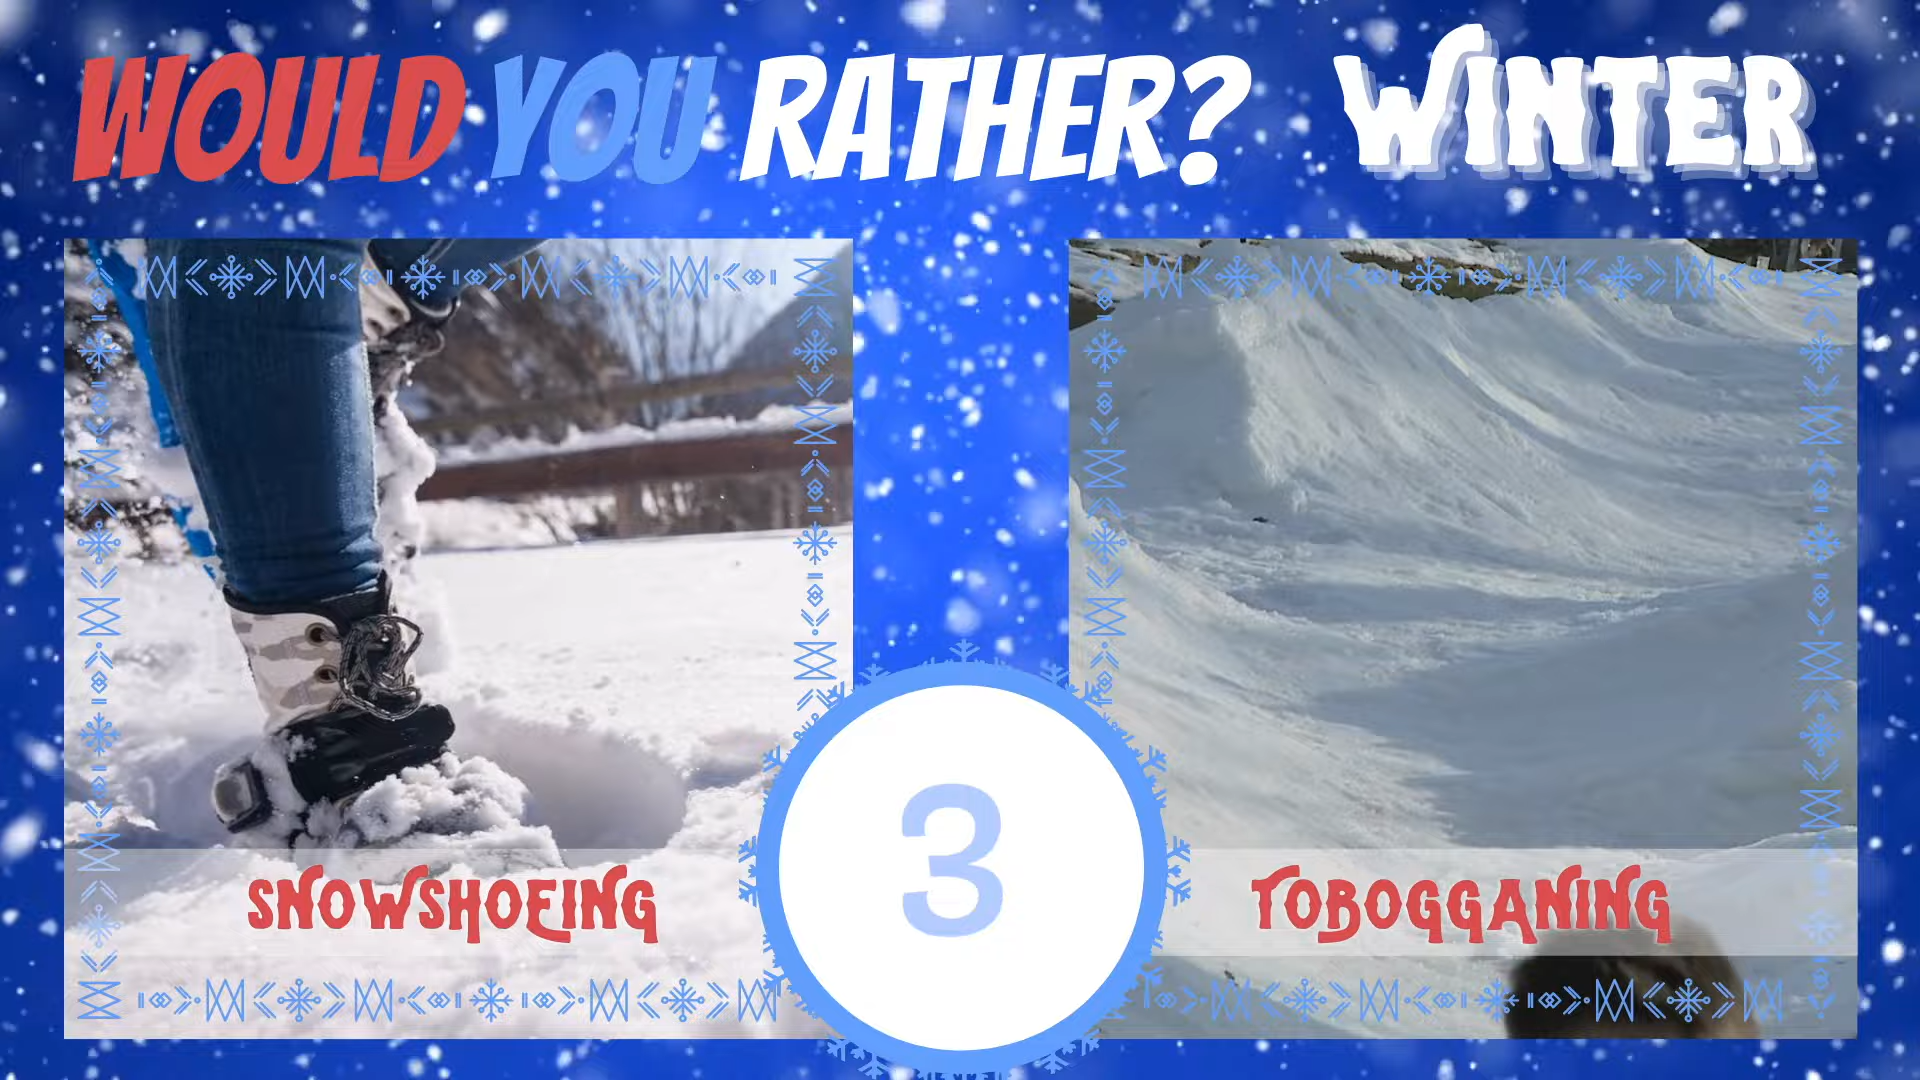 WOULD YOU RATHER? WINTER
SNOWSHOEING
3
TOBOGGANING